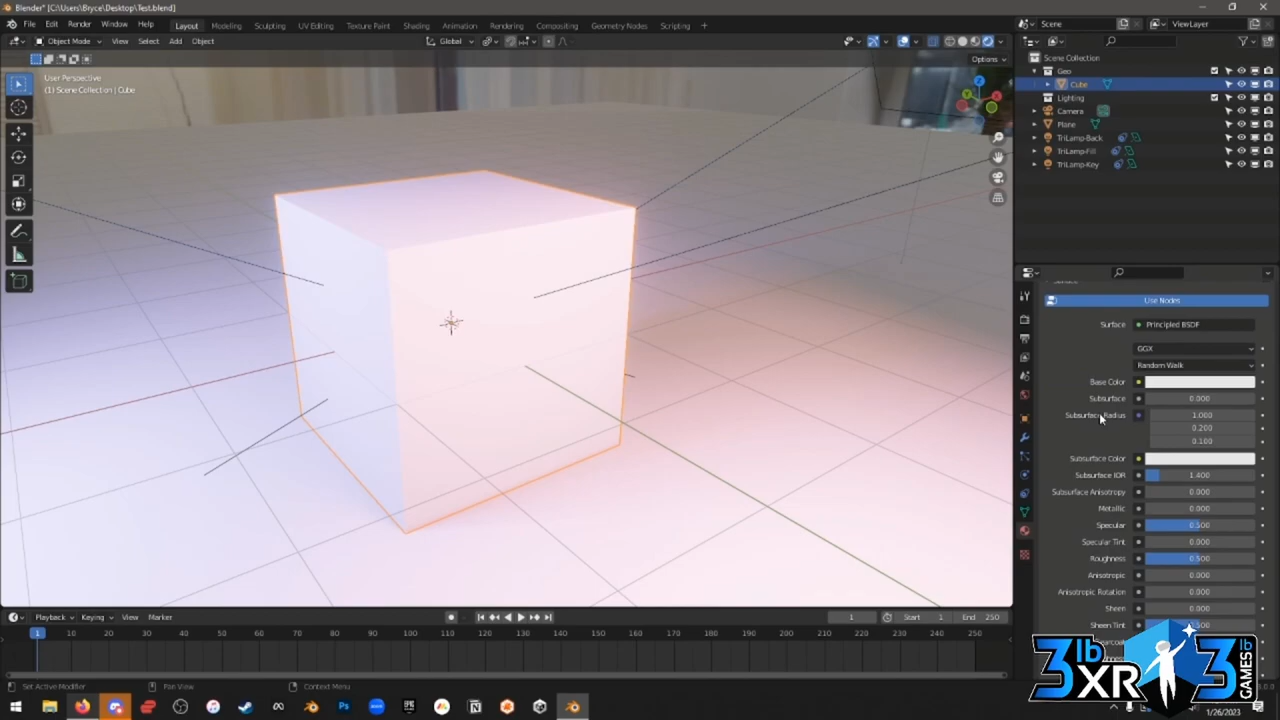 Blender* [C:\Users\Bryce\Desktop\Test.blend]
File Edit Render Window Help Layout Modeling Sculpting UV Editing Texture Paint Shading Animation Rendering Compositing Geometry Nodes Scripting + Scene ViewLayer
Object Mode View Select Add Object Global
Options
User Perspective
(1) Scene Collection | Cube
Scene Collection
Geo
Cube
Lighting
Camera
Plane
TriLamp-Back
TriLamp-Fill
TriLamp-Key
Surface
Use Nodes
Surface Principled BSDF
GGX
Random Walk
Base Color
Subsurface 0.000
Subsurface Radius 1.000
0.200
0.100
Subsurface Color
Subsurface IOR 1.400
Subsurface Anisotropy 0.000
Metallic 0.000
Specular 0.500
Specular Tint 0.000
Roughness 0.500
Anisotropic 0.000
Anisotropic Rotation 0.000
Sheen 0.000
Sheen Tint
Playback Keying View Marker 1 Start 1 End 250
1 10 20 30 40 50 60 70 80 90 100 110 120 130 140 150 160 170 180 190 200 210 220 230 240 250
Set Active Modifier Pan View Context Menu
3lb XR 3lb GAMES
1/26/2023